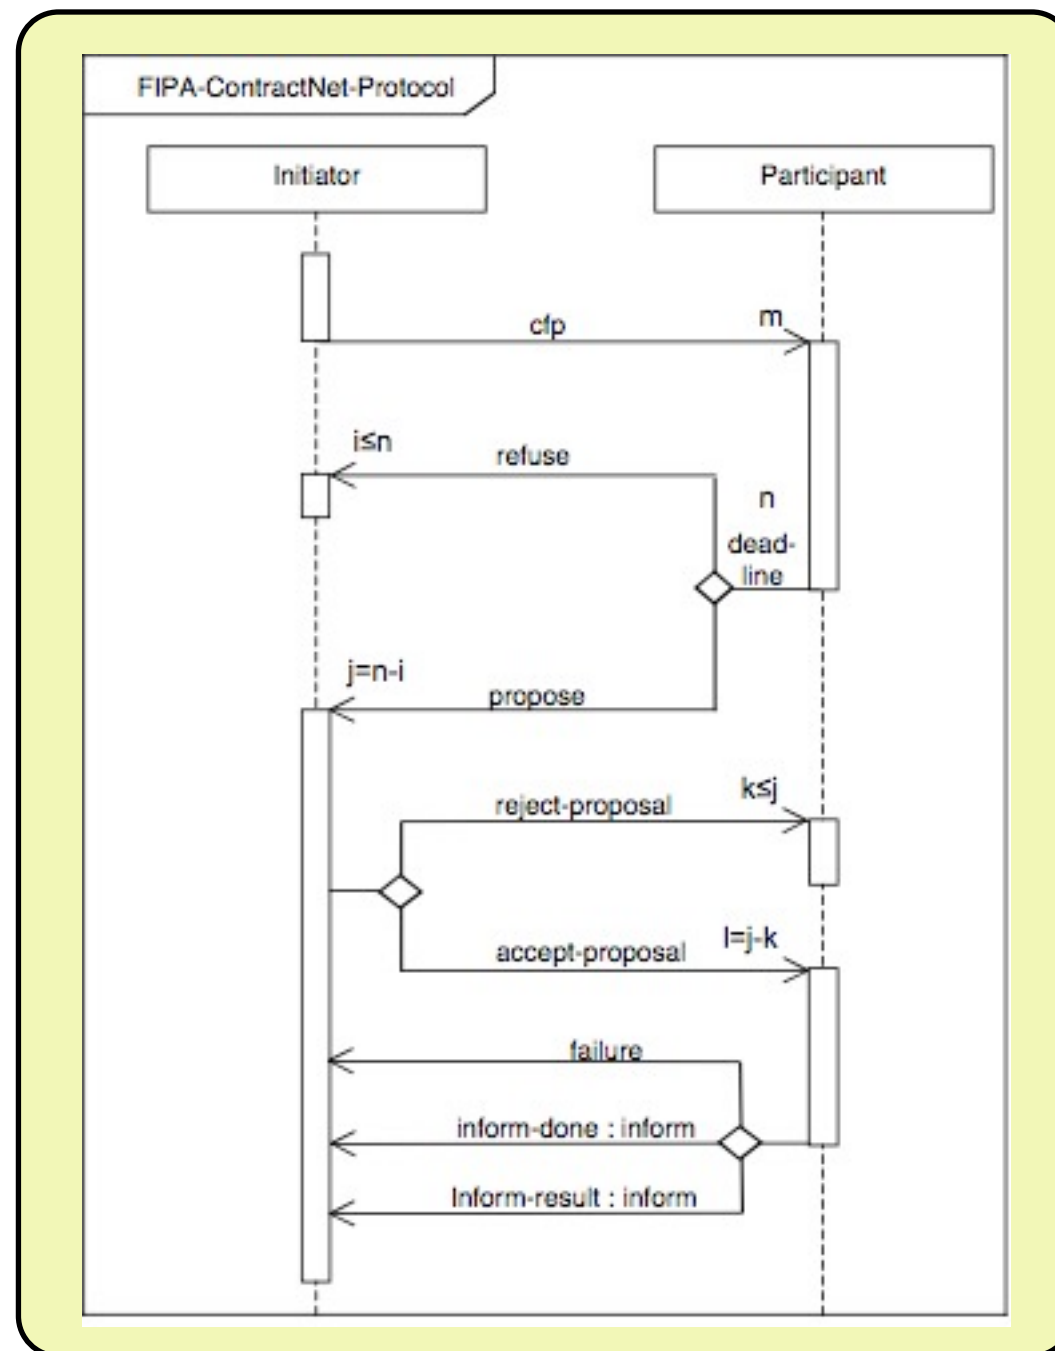 FIPA-ContractNet-Protocol
Initiator
Participant
cfp
m
i≤n
refuse
n
dead-
line
j=n-i
propose
reject-proposal
k≤j
accept-proposal
l=j-k
failure
inform-done : inform
Inform-result : inform